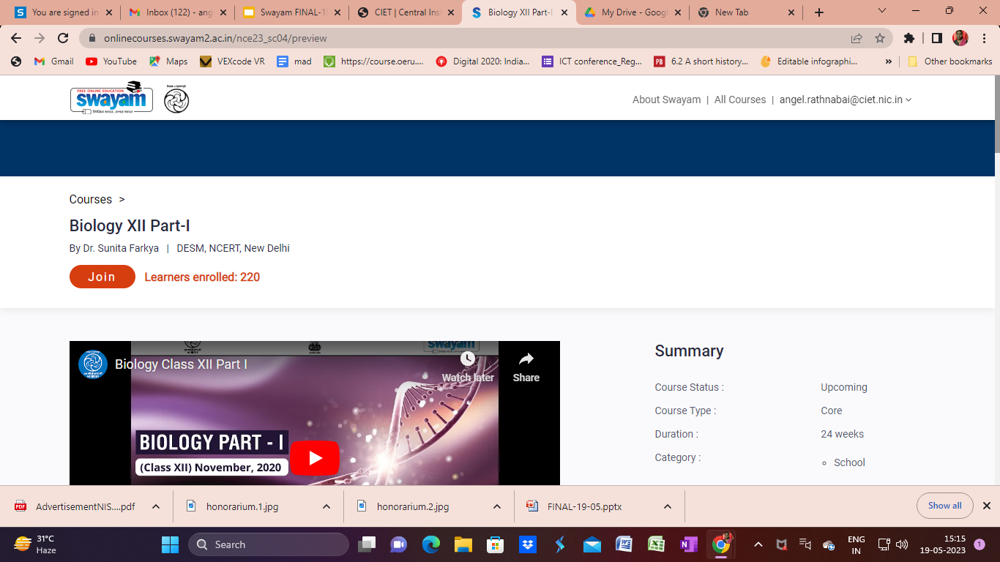 You are signed in
Inbox (122) - ang
Swayam FINAL-1
CIET | Central Ins
Biology XII Part-I
My Drive - Googl
New Tab
onlinecourses.swayam2.ac.in/nce23_sc04/preview
Gmail
YouTube
Maps
VEXcode VR
mad
https://course.oeru....
Digital 2020: India...
ICT conference_Reg...
PB
6.2 A short history...
Editable infographi...
»
Other bookmarks
FREE ONLINE EDUCATION
swayam
About Swayam | All Courses | angel.rathnabai@ciet.nic.in
Courses >
Biology XII Part-I
By Dr. Sunita Farkya | DESM, NCERT, New Delhi
Join
Learners enrolled: 220
Biology Class XII Part I
Watch later
Share
swayam
BIOLOGY PART - I
(Class XII) November, 2020
Summary
Course Status : Upcoming
Course Type : Core
Duration : 24 weeks
Category :
School
AdvertisementNIS....pdf
honorarium.1.jpg
honorarium.2.jpg
FINAL-19-05.pptx
Show all
31°C
Haze
Search
ENG
IN
15:15
19-05-2023
1